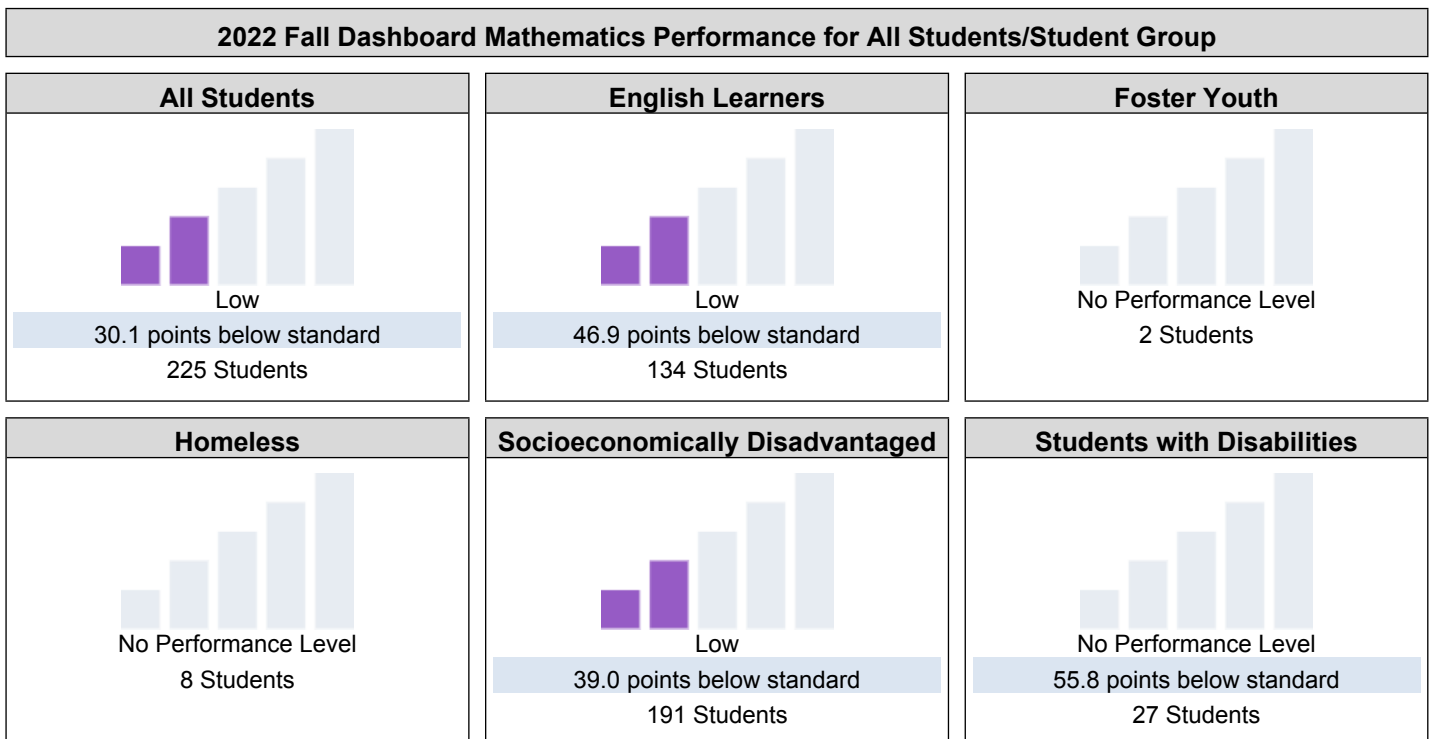 2022 Fall Dashboard Mathematics Performance for All Students/Student Group
All Students
Low
30.1 points below standard
225 Students
English Learners
Low
46.9 points below standard
134 Students
Foster Youth
No Performance Level
2 Students
Homeless
No Performance Level
8 Students
Socioeconomically Disadvantaged
Low
39.0 points below standard
191 Students
Students with Disabilities
No Performance Level
55.8 points below standard
27 Students